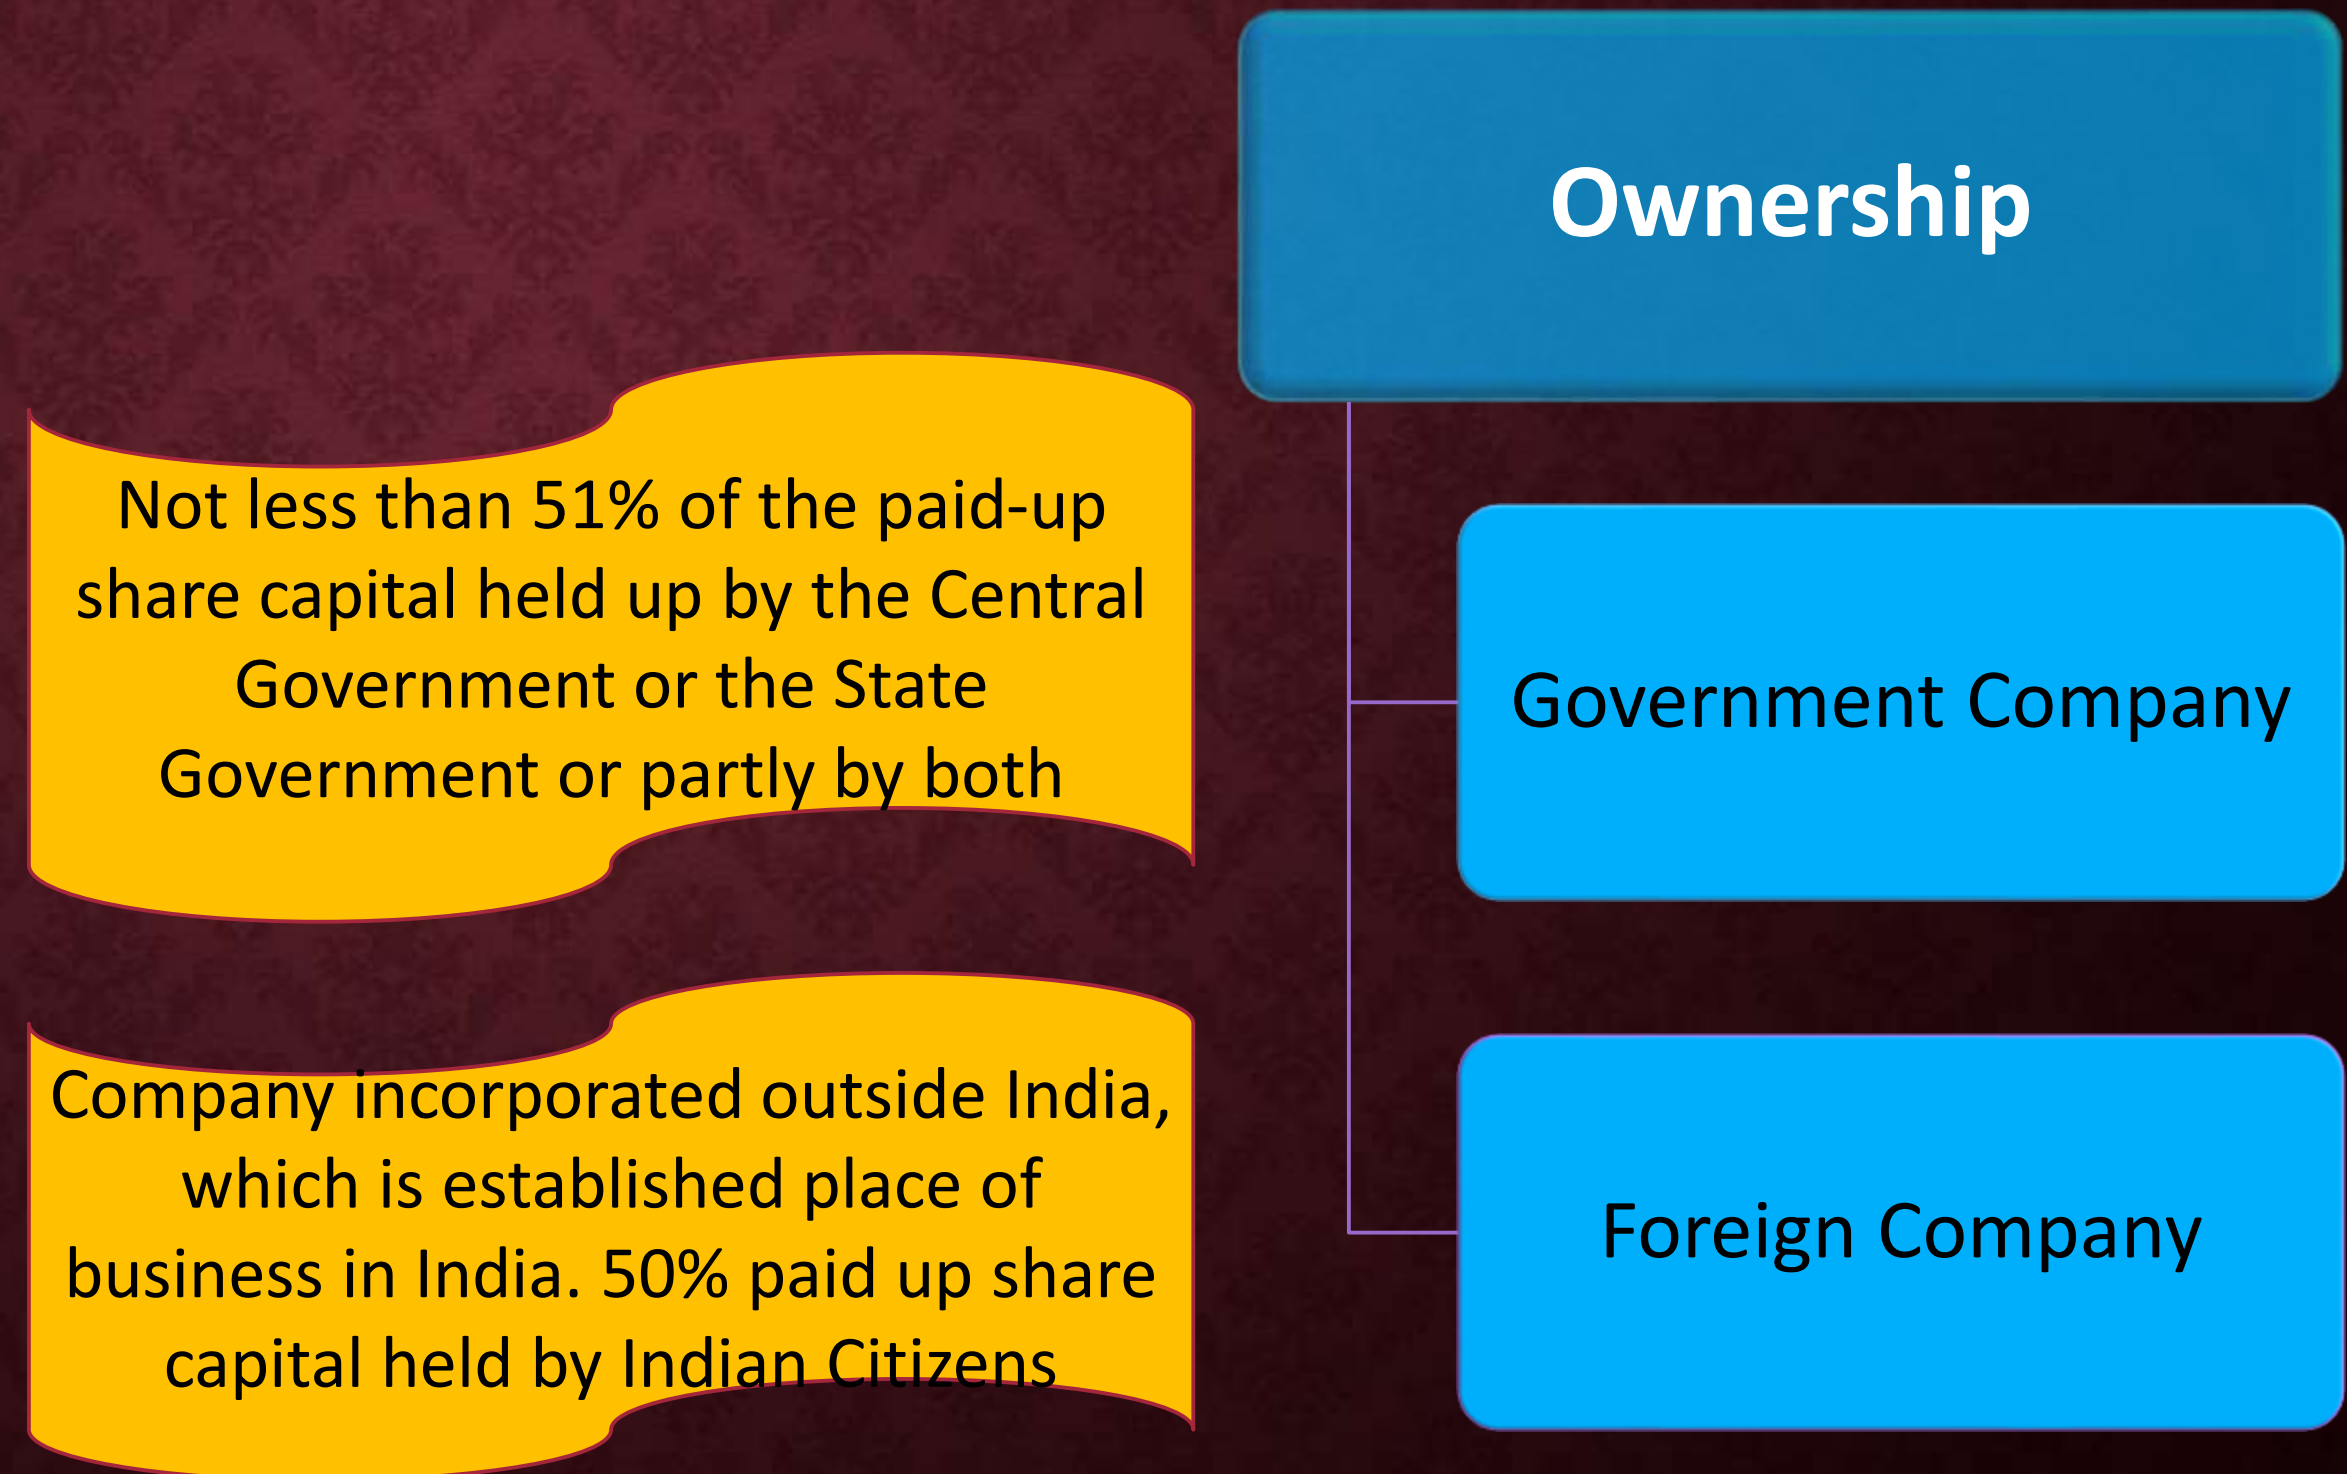 Ownership
Not less than 51% of the paid-up
share capital held up by the Central
Government or the State
Government or partly by both
Government Company
Company incorporated outside India,
which is established place of
business in India. 50% paid up share
capital held by Indian Citizens
Foreign Company